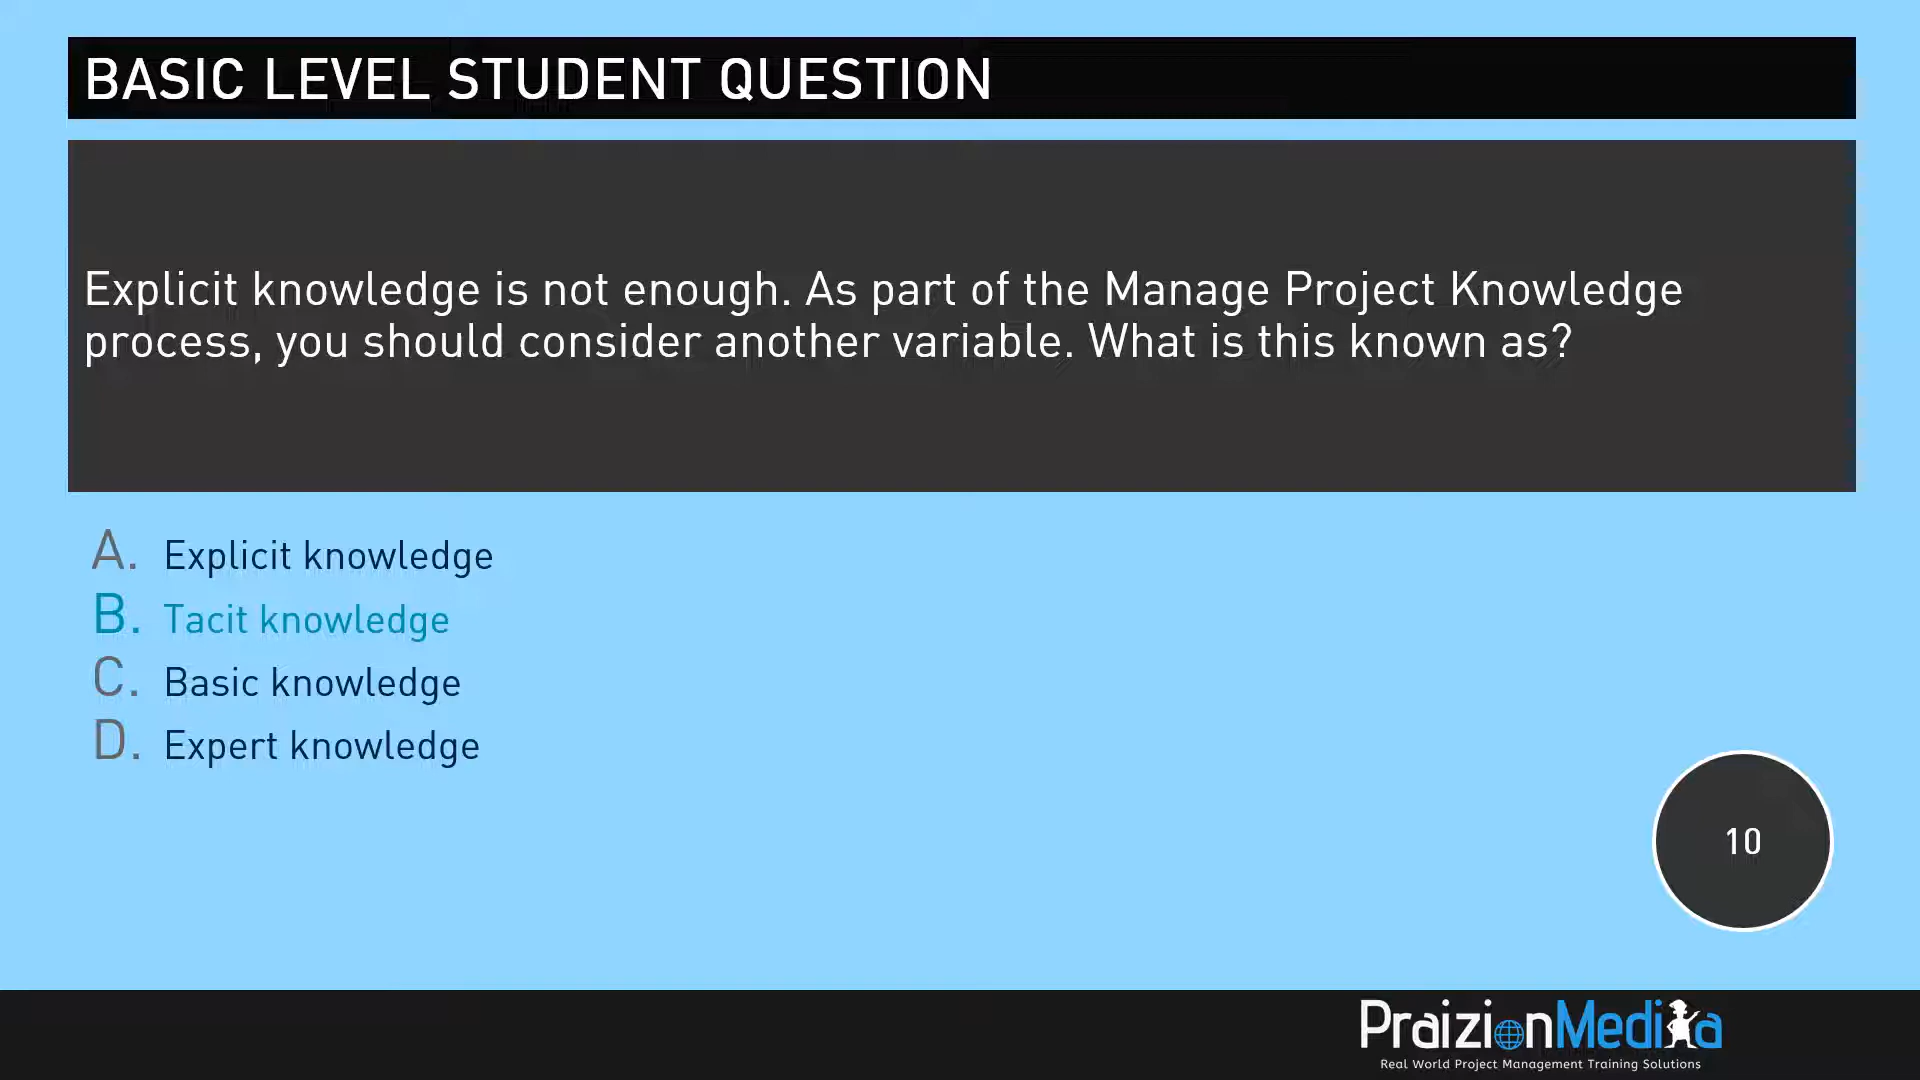 BASIC LEVEL STUDENT QUESTION
Explicit knowledge is not enough. As part of the Manage Project Knowledge
process, you should consider another variable. What is this known as?
A. Explicit knowledge
B. Tacit knowledge
C. Basic knowledge
D. Expert knowledge
10
PraizionMedia
Real World Project Management Training Solutions